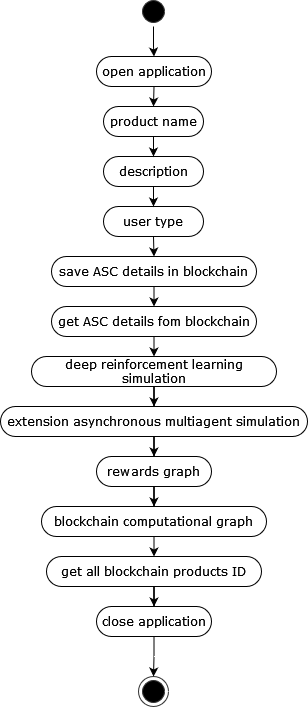 open application
product name
description
user type
save ASC details in blockchain
get ASC details fom blockchain
deep reinforcement learning
simulation
extension asynchronous multiagent simulation
rewards graph
blockchain computational graph
get all blockchain products ID
close application